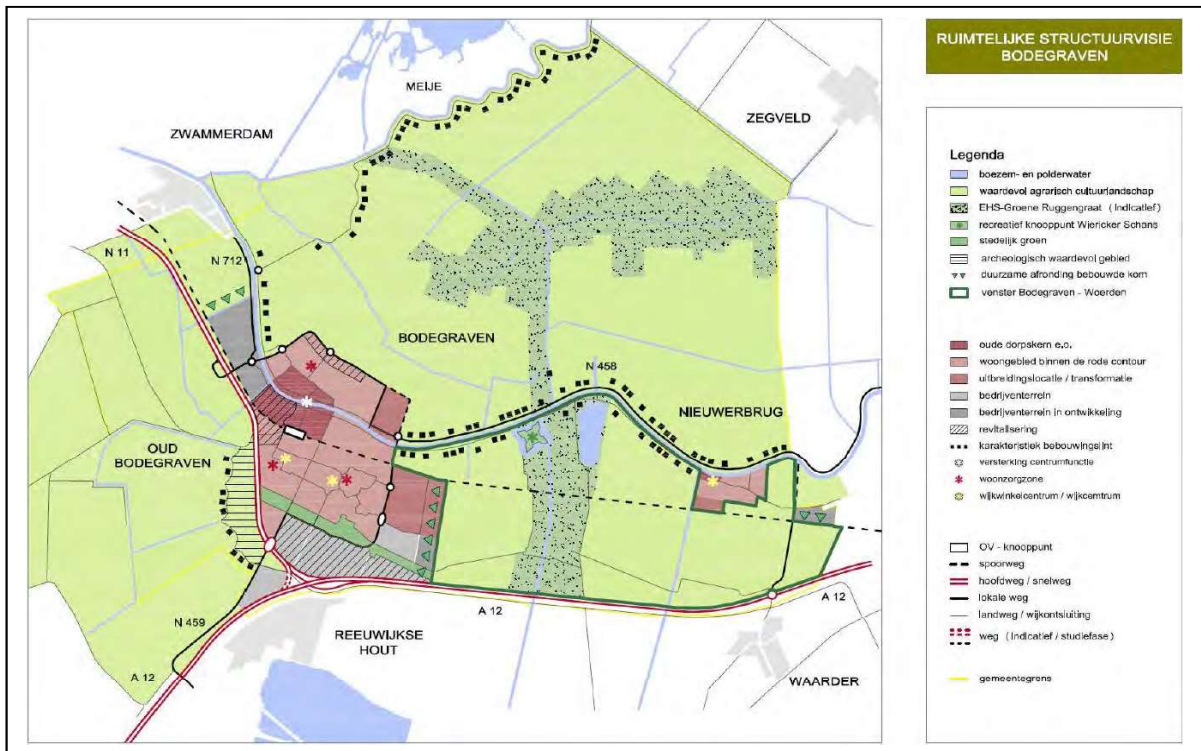 RUIMTELIJKE STRUCTUURVISIE
BODEGRAVEN
MEIJE
ZWAMMERDAM
ZEGVELD
N 11
N 712
BODEGRAVEN
N 458
NIEUWERBRUG
OUD
BODEGRAVEN
N 459
A 12
REEUWIJKSE
HOUT
A 12
A 12
WAARDER
Legenda
boezem- en polderwater
waardevol agrarisch cultuurlandschap
EHS-Groene Ruggengraat (Indicatief)
recreatief knooppunt Wiericker Schans
stedelijk groen
archeologisch waardevol gebied
duurzame afronding bebouwde kom
venster Bodegraven - Woerden
oude dorpskern e.o.
woongebied binnen de rode contour
uitbreidingslocatie / transformatie
bedrijventerrein
bedrijventerrein in ontwikkeling
revitalisering
karakteristiek bebouwingslint
versterking centrumfunctie
woonzorgzone
wijkwinkelcentrum / wijkcemtrum
OV - knooppunt
spoorweg
hoofdweg / snelweg
lokale weg
landweg / wijkontsluiting
weg (Indicatief / studiefase)
gemeentegrens